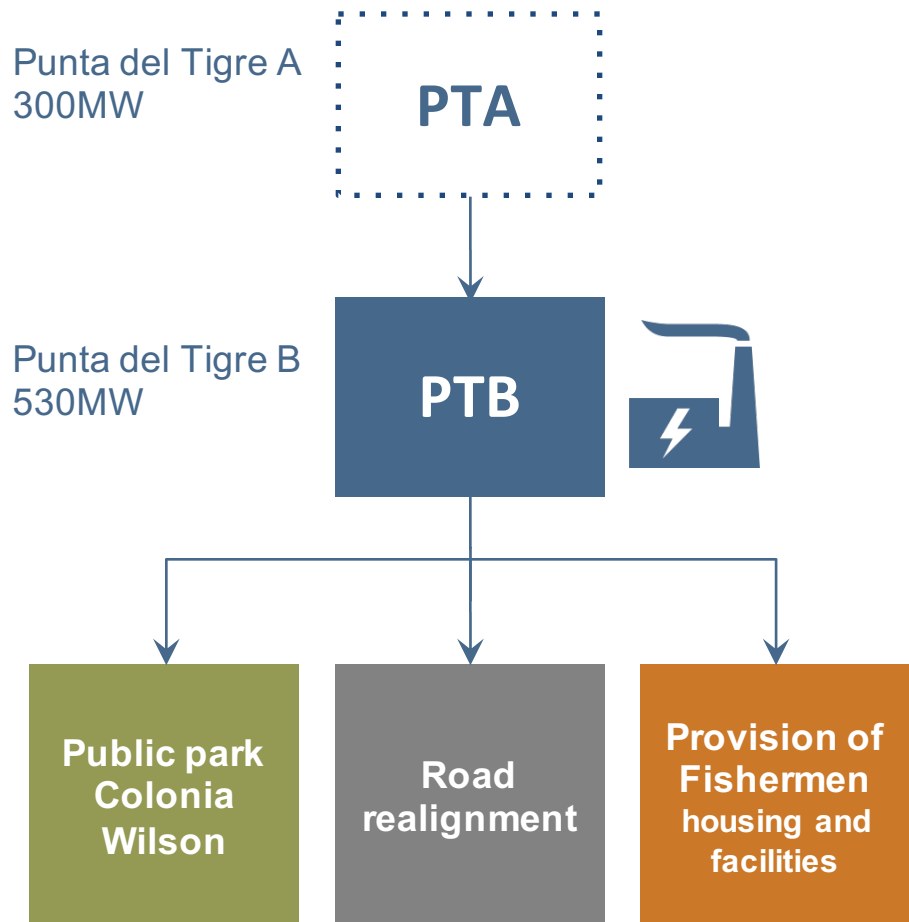 Punta del Tigre A
300MW
PTA
Punta del Tigre B
530MW
PTB
Public park
Colonia
Wilson
Road
realignment
Provision of
Fishermen
housing and
facilities